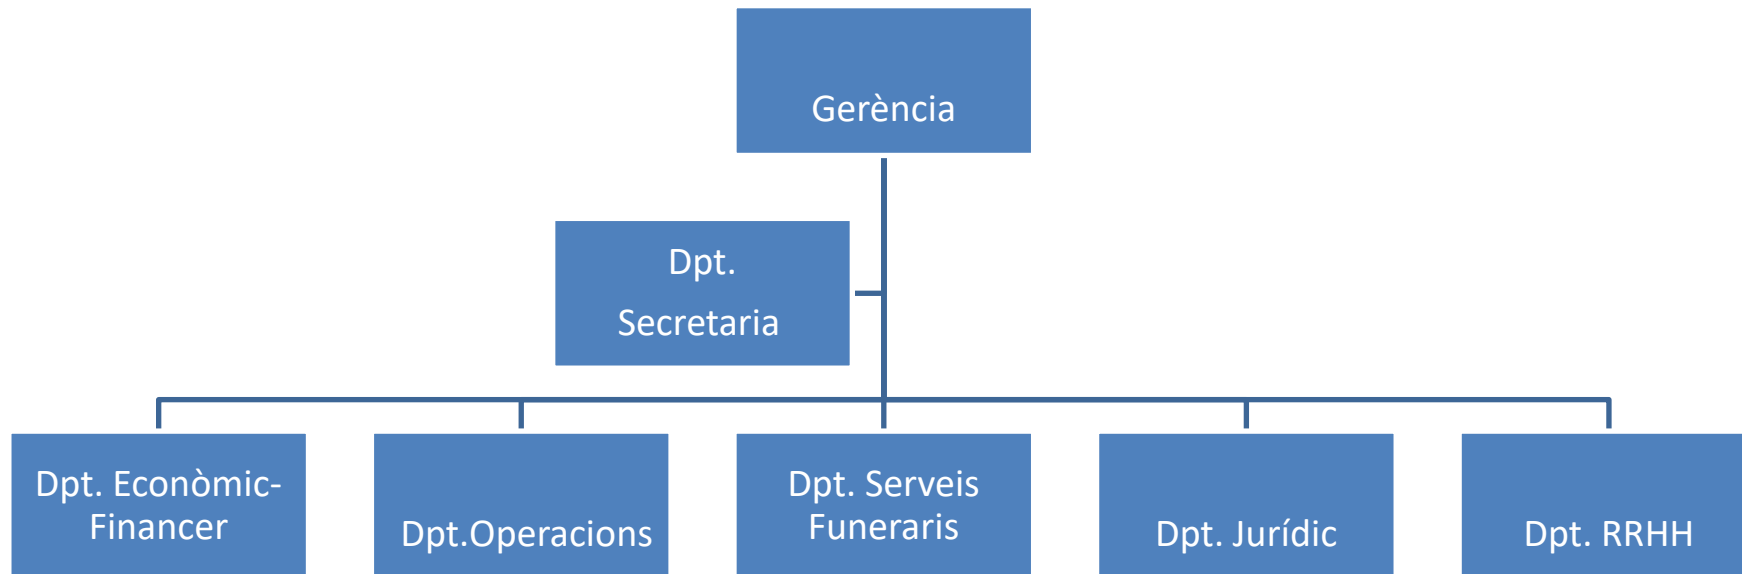 Gerència
Dpt.
Secretaria
Dpt. Econòmic-
Financer
Dpt.Operacions
Dpt. Serveis
Funeraris
Dpt. Jurídic
Dpt. RRHH